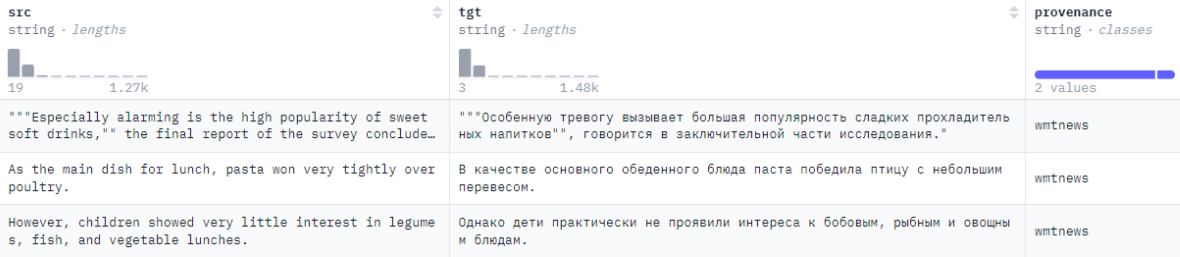 src
string · lengths
19 1.27k
tgt
string · lengths
3 1.48k
provenance
string · classes
2 values
"""Especially alarming is the high popularity of sweet
soft drinks,"" the final report of the survey conclude…
"""Особенную тревогу вызывает большая популярность сладких прохладитель
ных напитков"", говорится в заключительной части исследования."
wmtnews
As the main dish for lunch, pasta won very tightly over
poultry.
В качестве основного обеденного блюда паста победила птицу с небольшим
перевесом.
wmtnews
However, children showed very little interest in legume
s, fish, and vegetable lunches.
Однако дети практически не проявили интереса к бобовым, рыбным и овощны
м блюдам.
wmtnews